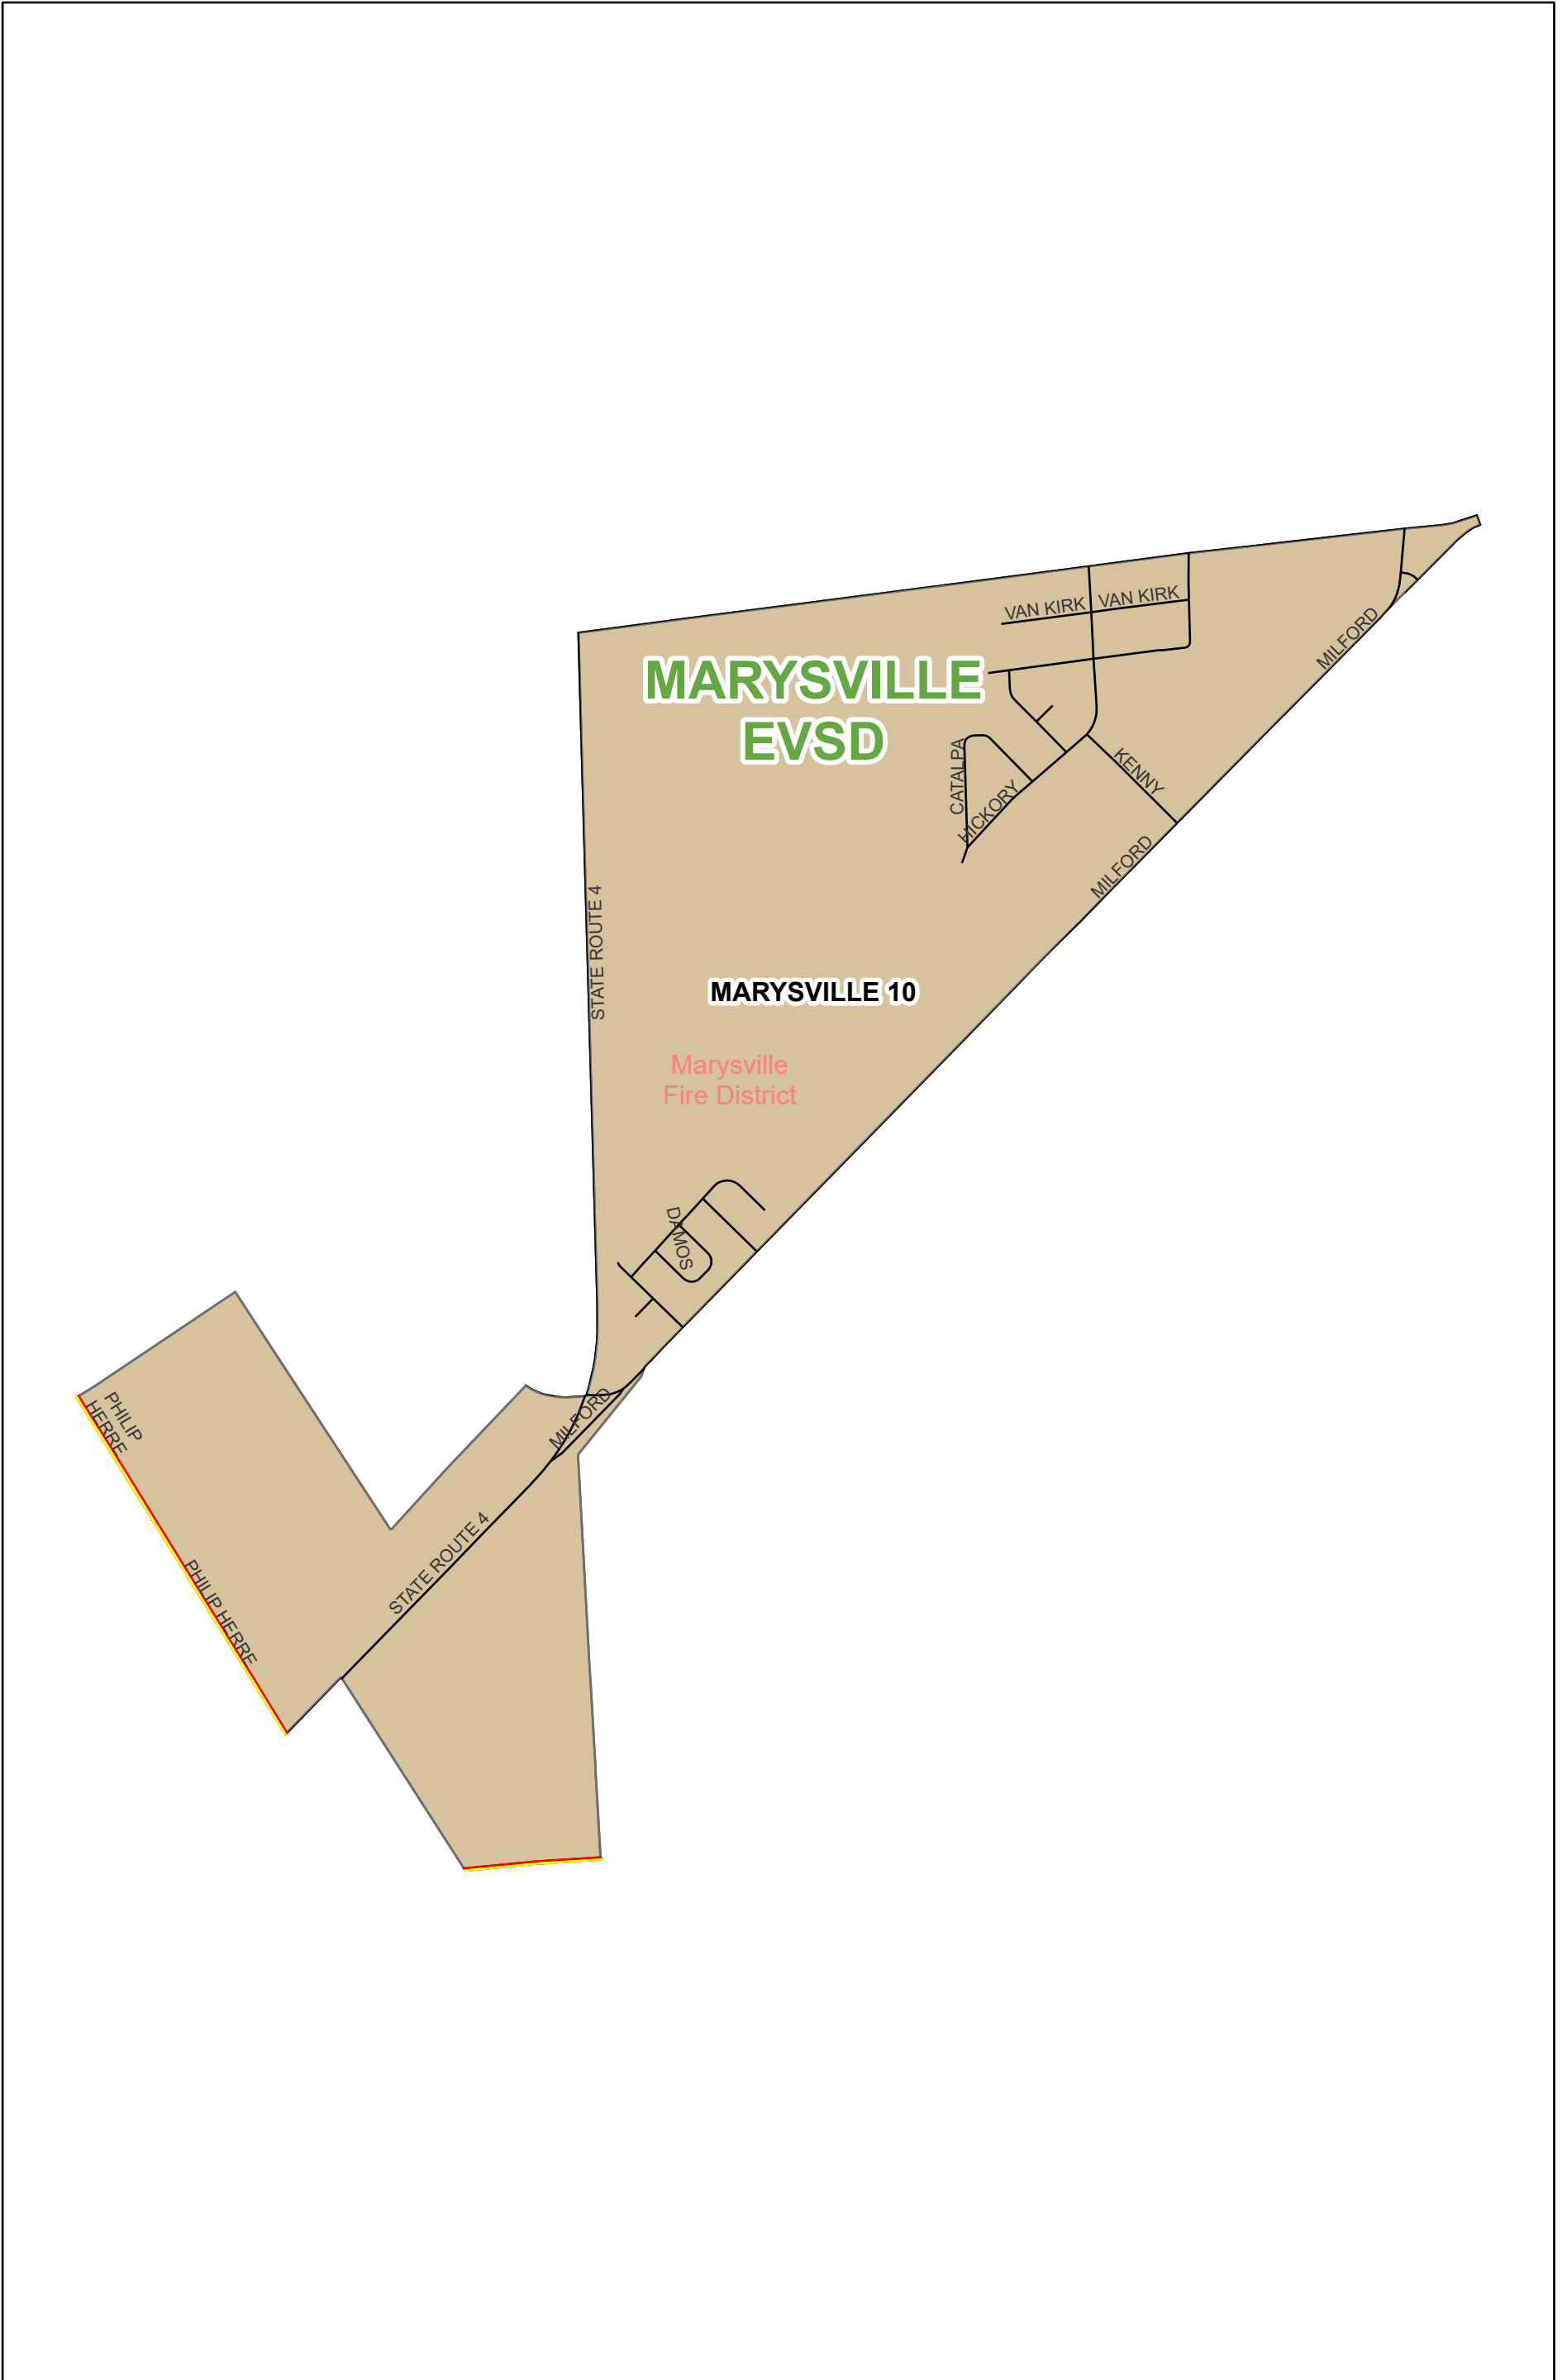 VAN KIRK
VAN KIRK
MILFORD
MARYSVILLE
EVSD
CATALPA
HICKORY
KENNY
MILFORD
STATE ROUTE 4
MARYSVILLE 10
Marysville
Fire District
DAMOS
PHILIP
HERRE
MILFORD
STATE ROUTE 4
PHILIP HERRE